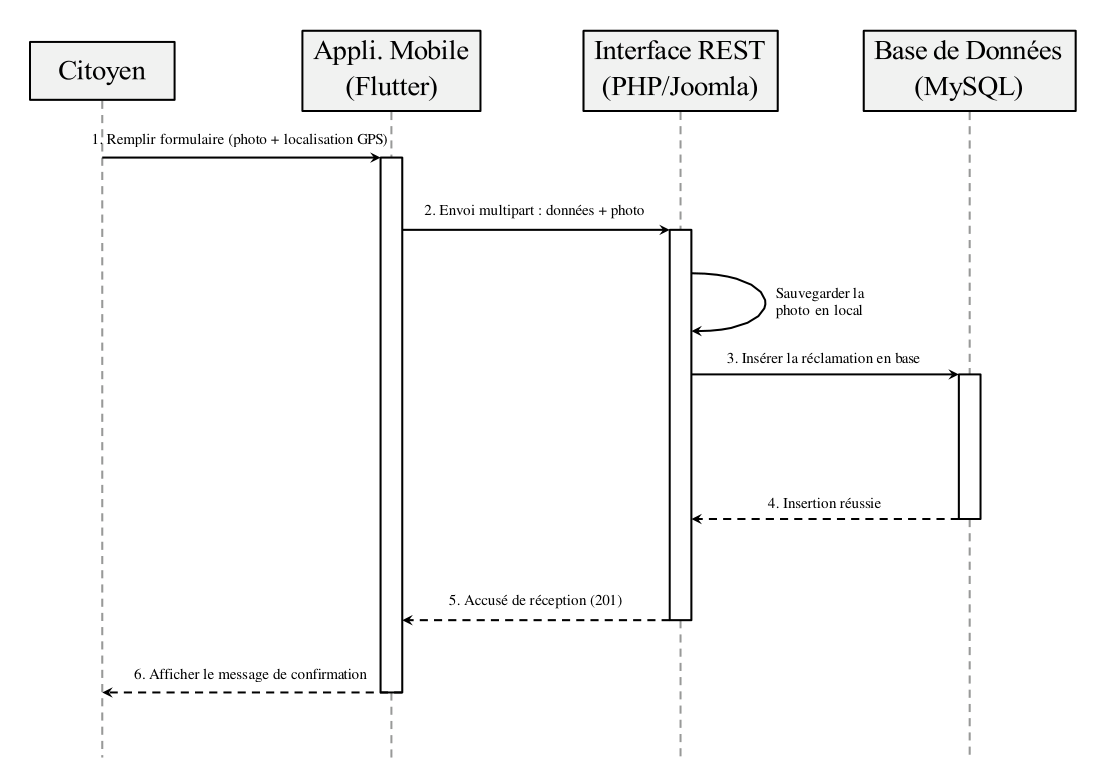 Citoyen
Appli. Mobile
(Flutter)
Interface REST
(PHP/Joomla)
Base de Données
(MySQL)
1. Remplir formulaire (photo + localisation GPS)
2. Envoi multipart : données + photo
Sauvegarder la
photo en local
3. Insérer la réclamation en base
4. Insertion réussie
5. Accusé de réception (201)
6. Afficher le message de confirmation